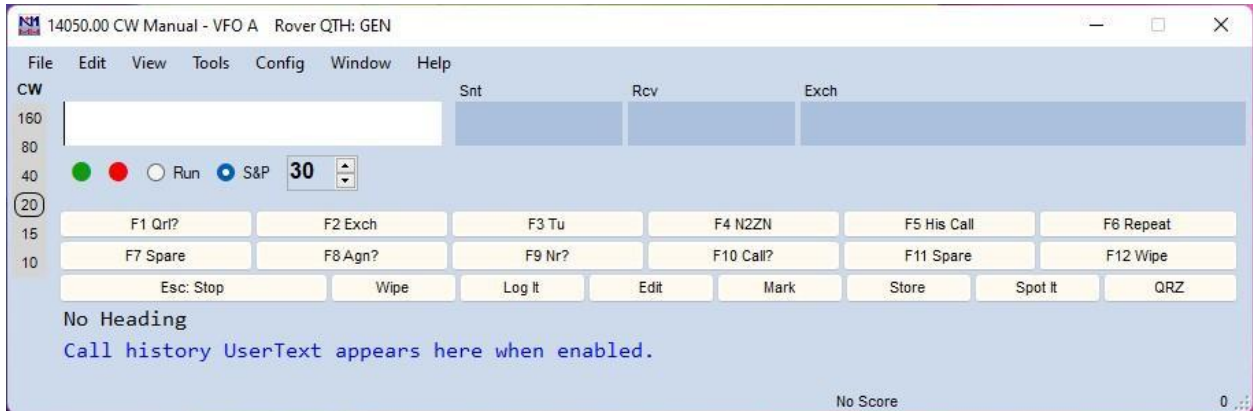 N1MM 14050.00 CW Manual - VFO A Rover QTH: GEN
File Edit View Tools Config Window Help
CW Snt Rcv Exch
160
80
40 Run S&P 30
20
15
10
F1 Qrl? F2 Exch F3 Tu F4 N2ZN F5 His Call F6 Repeat
F7 Spare F8 Agn? F9 Nr? F10 Call? F11 Spare F12 Wipe
Esc: Stop Wipe Log It Edit Mark Store Spot It QRZ
No Heading
Call history UserText appears here when enabled.
No Score 0